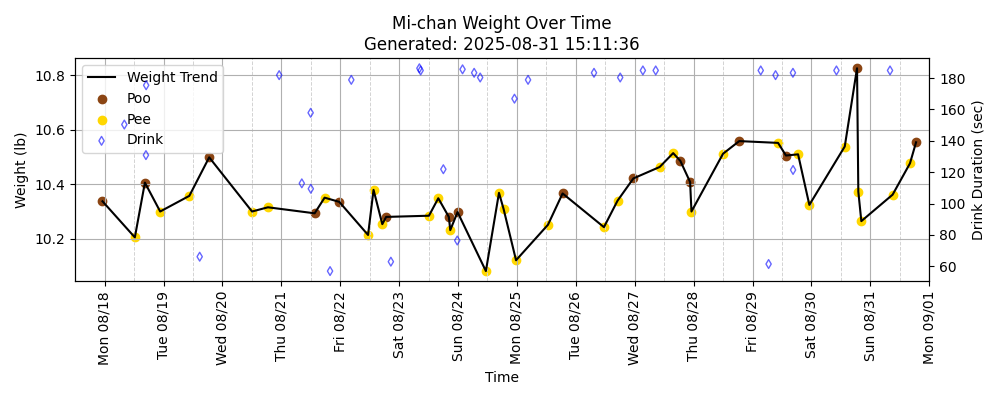 Mi-chan Weight Over Time
Generated: 2025-08-31 15:11:36
Weight Trend
Poo
Pee
Drink
Weight (lb)
10.8
10.6
10.4
10.2
Drink Duration (sec)
180
160
140
120
100
80
60
Mon 08/18
Tue 08/19
Wed 08/20
Thu 08/21
Fri 08/22
Sat 08/23
Sun 08/24
Mon 08/25
Tue 08/26
Wed 08/27
Thu 08/28
Fri 08/29
Sat 08/30
Sun 08/31
Mon 09/01
Time